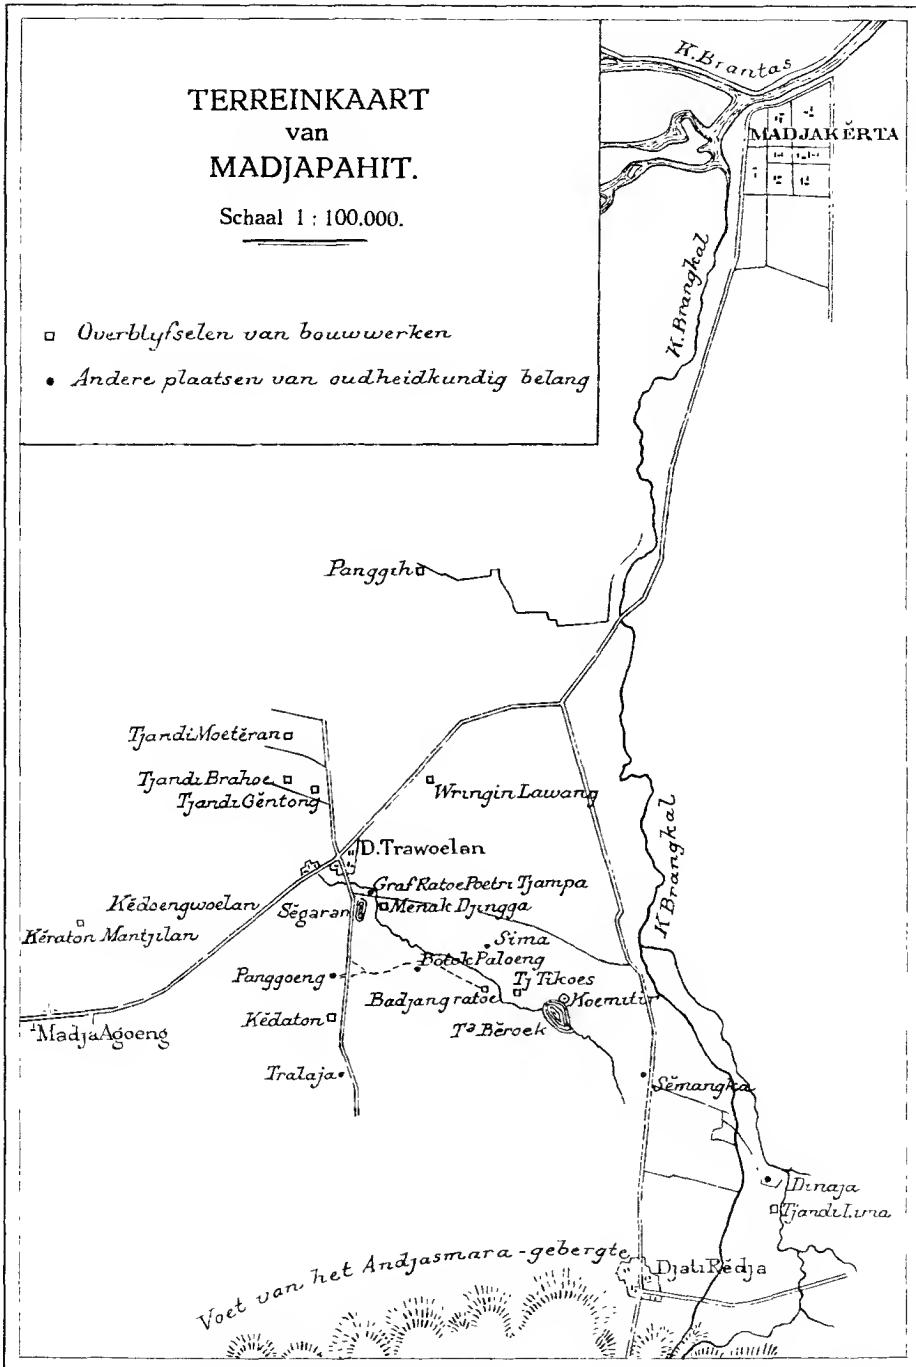 TERREINKAART
van
MADJAPAHIT.
Schaal 1 : 100.000.
Overblyfselen van bouwwerken
Andere plaatsen van oudheidkundig belang
K. Brantas
MADJAKĔRTA
K. Brangkal
Panggih
Tjandi Moetĕran
Tjandi Brahoe
Tjandi Gĕntong
Wringin Lawang
D. Trawoelan
K Brangkal
Graf Ratoe Poetri Tjampa
Kĕdoengwoelan
Sĕgaran
Menak Djingga
Kĕraton Mantjilan
Sima
Botok Paloeng
Panggoeng
Tj Tikoes
Badjangratoe
Koemitir
Kĕdaton
Tᵃ Bĕroek
Madja Agoeng
Tralaja
Sĕmangka
Dinaja
Tjandi Lima
Djati Rĕdja
Voet van het Andjasmara-gebergte